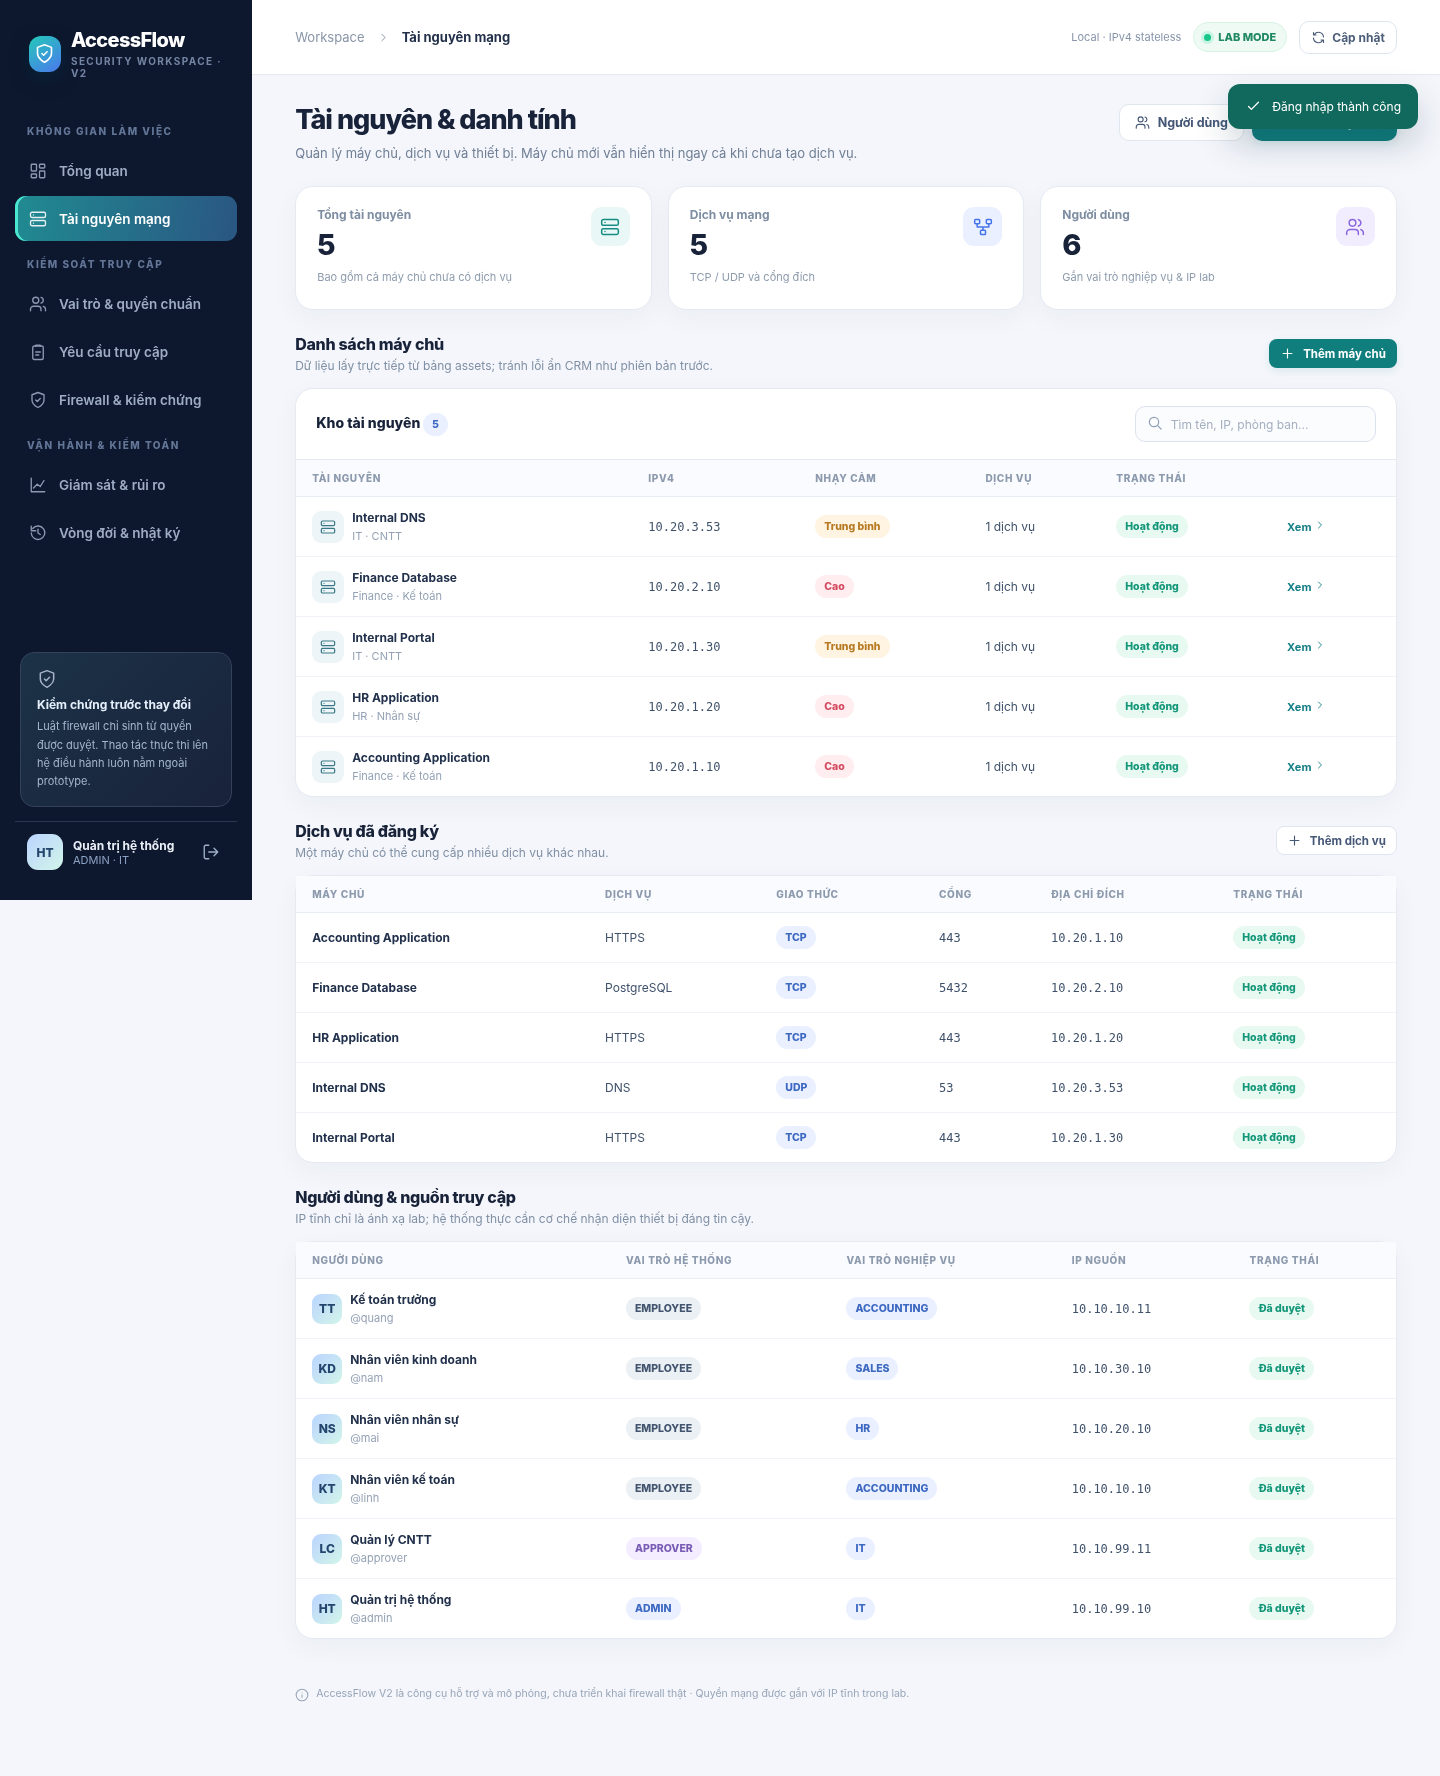 AccessFlow
SECURITY WORKSPACE ·
V2
KHÔNG GIAN LÀM VIỆC
Tổng quan
Tài nguyên mạng
KIỂM SOÁT TRUY CẬP
Vai trò & quyền chuẩn
Yêu cầu truy cập
Firewall & kiểm chứng
VẬN HÀNH & KIỂM TOÁN
Giám sát & rủi ro
Vòng đời & nhật ký
Kiểm chứng trước thay đổi
Luật firewall chỉ sinh từ quyền
được duyệt. Thao tác thực thi lên
hệ điều hành luôn nằm ngoài
prototype.
HT
Quản trị hệ thống
ADMIN · IT
Workspace
Tài nguyên mạng
Local · IPv4 stateless
LAB MODE
Cập nhật
Đăng nhập thành công
Tài nguyên & danh tính
Quản lý máy chủ, dịch vụ và thiết bị. Máy chủ mới vẫn hiển thị ngay cả khi chưa tạo dịch vụ.
Người dùng
Tổng tài nguyên
5
Bao gồm cả máy chủ chưa có dịch vụ
Dịch vụ mạng
5
TCP / UDP và cổng đích
Người dùng
6
Gắn vai trò nghiệp vụ & IP lab
Danh sách máy chủ
Dữ liệu lấy trực tiếp từ bảng assets; tránh lỗi ẩn CRM như phiên bản trước.
Thêm máy chủ
Kho tài nguyên 5
Tìm tên, IP, phòng ban...
TÀI NGUYÊN IPV4 NHẠY CẢM DỊCH VỤ TRẠNG THÁI
Internal DNS
IT · CNTT
10.20.3.53 Trung bình 1 dịch vụ Hoạt động Xem
Finance Database
Finance · Kế toán
10.20.2.10 Cao 1 dịch vụ Hoạt động Xem
Internal Portal
IT · CNTT
10.20.1.30 Trung bình 1 dịch vụ Hoạt động Xem
HR Application
HR · Nhân sự
10.20.1.20 Cao 1 dịch vụ Hoạt động Xem
Accounting Application
Finance · Kế toán
10.20.1.10 Cao 1 dịch vụ Hoạt động Xem
Dịch vụ đã đăng ký
Một máy chủ có thể cung cấp nhiều dịch vụ khác nhau.
Thêm dịch vụ
MÁY CHỦ DỊCH VỤ GIAO THỨC CỔNG ĐỊA CHỈ ĐÍCH TRẠNG THÁI
Accounting Application HTTPS TCP 443 10.20.1.10 Hoạt động
Finance Database PostgreSQL TCP 5432 10.20.2.10 Hoạt động
HR Application HTTPS TCP 443 10.20.1.20 Hoạt động
Internal DNS DNS UDP 53 10.20.3.53 Hoạt động
Internal Portal HTTPS TCP 443 10.20.1.30 Hoạt động
Người dùng & nguồn truy cập
IP tĩnh chỉ là ánh xạ lab; hệ thống thực cần cơ chế nhận diện thiết bị đáng tin cậy.
NGƯỜI DÙNG VAI TRÒ HỆ THỐNG VAI TRÒ NGHIỆP VỤ IP NGUỒN TRẠNG THÁI
TT Kế toán trưởng
@quang
EMPLOYEE ACCOUNTING 10.10.10.11 Đã duyệt
KD Nhân viên kinh doanh
@nam
EMPLOYEE SALES 10.10.30.10 Đã duyệt
NS Nhân viên nhân sự
@mai
EMPLOYEE HR 10.10.20.10 Đã duyệt
KT Nhân viên kế toán
@linh
EMPLOYEE ACCOUNTING 10.10.10.10 Đã duyệt
LC Quản lý CNTT
@approver
APPROVER IT 10.10.99.11 Đã duyệt
HT Quản trị hệ thống
@admin
ADMIN IT 10.10.99.10 Đã duyệt
AccessFlow V2 là công cụ hỗ trợ và mô phỏng, chưa triển khai firewall thật · Quyền mạng được gắn với IP tĩnh trong lab.